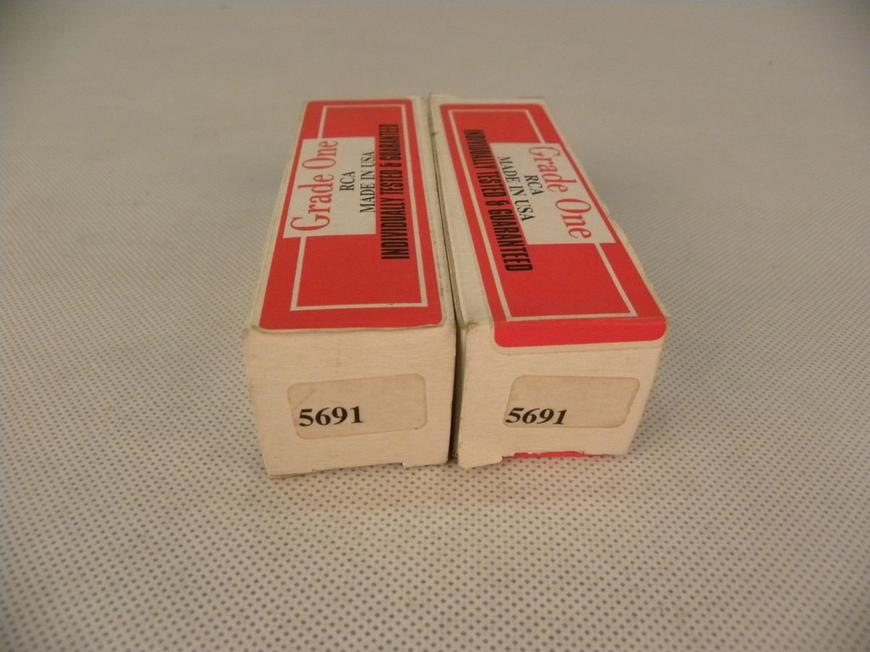 Grade One
RCA
MADE IN USA
INDIVIDUALLY TESTED & GUARANTEED
5691
Grade One
RCA
MADE IN USA
INDIVIDUALLY TESTED & GUARANTEED
5691